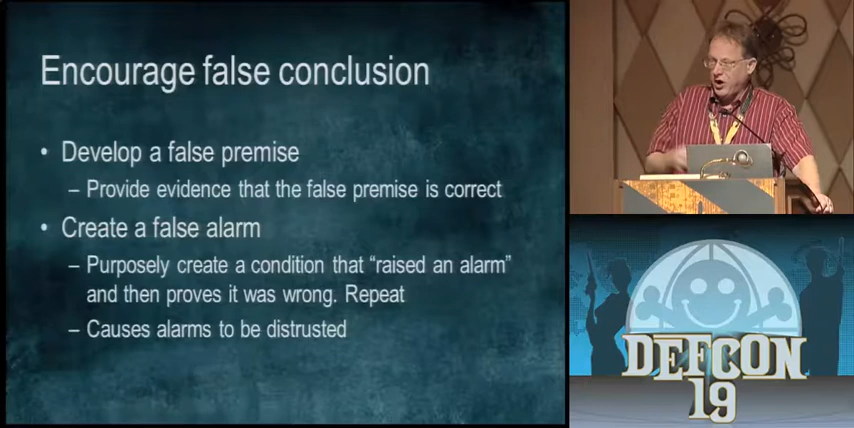 Encourage false conclusion
• Develop a false premise
– Provide evidence that the false premise is correct
• Create a false alarm
– Purposely create a condition that “raised an alarm”
and then proves it was wrong. Repeat
– Causes alarms to be distrusted
DEFCON
19